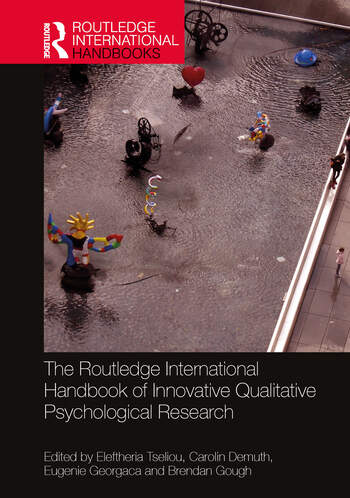 ROUTLEDGE
ROUTLEDGE
INTERNATIONAL
HANDBOOKS
The Routledge International
Handbook of Innovative Qualitative
Psychological Research
Edited by Eleftheria Tseliou, Carolin Demuth,
Eugenie Georgaca and Brendan Gough